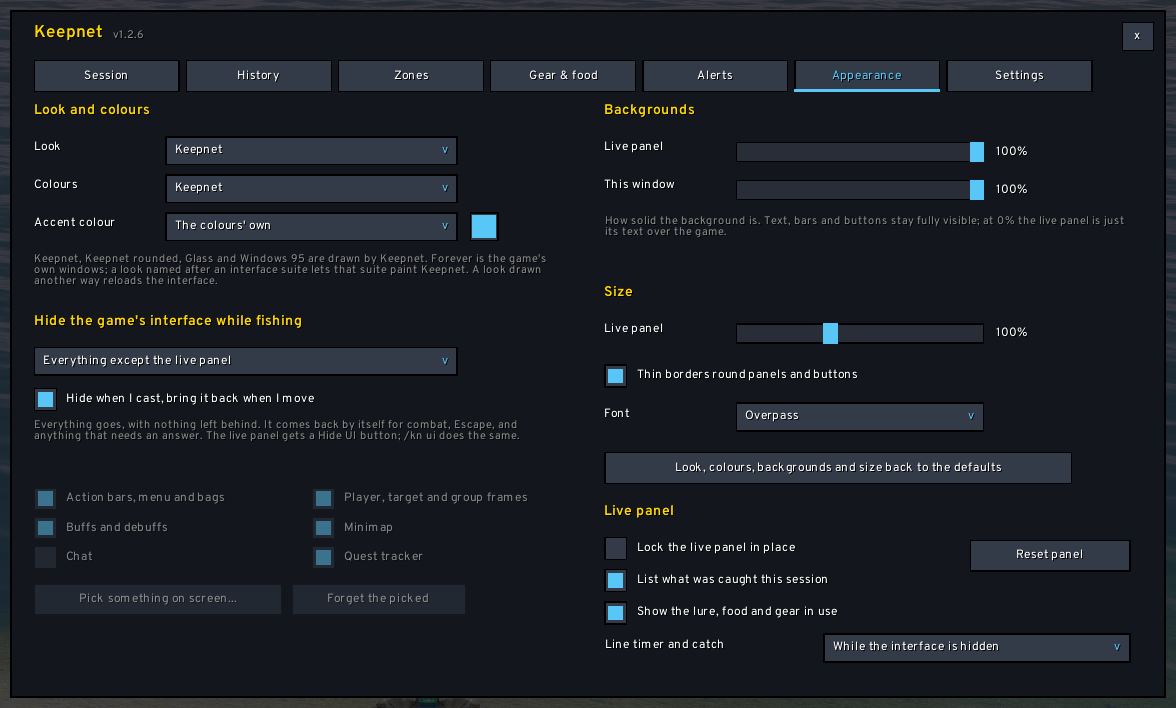 Keepnet v1.2.6
x
Session
History
Zones
Gear & food
Alerts
Appearance
Settings
Look and colours
Look
Keepnet
v
Colours
Keepnet
v
Accent colour
The colours' own
v
Keepnet, Keepnet rounded, Glass and Windows 95 are drawn by Keepnet. Forever is the game's
own windows; a look named after an interface suite lets that suite paint Keepnet. A look drawn
another way reloads the interface.
Hide the game's interface while fishing
Everything except the live panel
v
Hide when I cast, bring it back when I move
Everything goes, with nothing left behind. It comes back by itself for combat, Escape, and
anything that needs an answer. The live panel gets a Hide UI button; /kn ui does the same.
Action bars, menu and bags
Player, target and group frames
Buffs and debuffs
Minimap
Chat
Quest tracker
Pick something on screen...
Forget the picked
Backgrounds
Live panel
100%
This window
100%
How solid the background is. Text, bars and buttons stay fully visible; at 0% the live panel is just
its text over the game.
Size
Live panel
100%
Thin borders round panels and buttons
Font
Overpass
v
Look, colours, backgrounds and size back to the defaults
Live panel
Lock the live panel in place
Reset panel
List what was caught this session
Show the lure, food and gear in use
Line timer and catch
While the interface is hidden
v